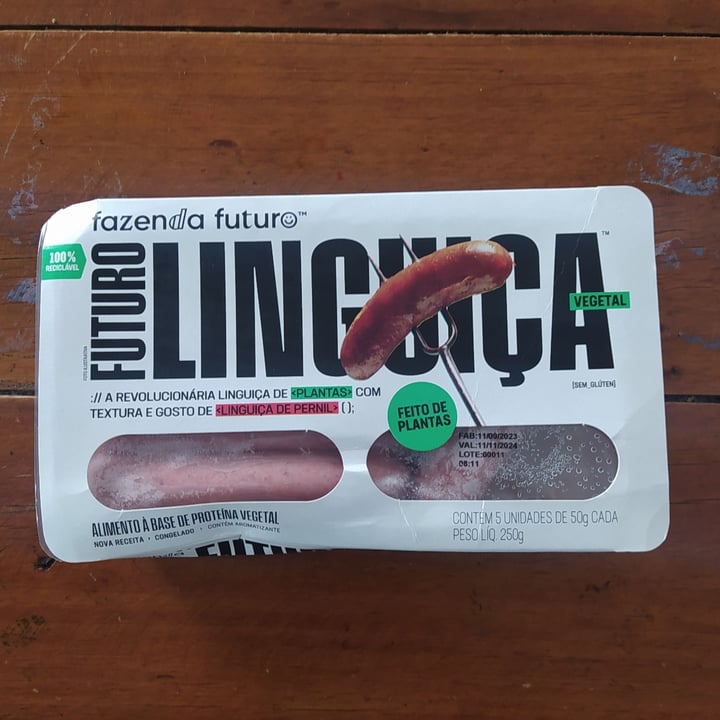 fazenda futuro™
100%
RECICLÁVEL
FUTURO
LINGUIÇA™
VEGETAL
:// A REVOLUCIONÁRIA LINGUIÇA DE <PLANTAS> COM
TEXTURA E GOSTO DE <LINGUIÇA DE PERNIL> ( );
[SEM_GLÚTEN]
FEITO DE
PLANTAS
FAB:11/09/2023
VAL:11/11/2024
LOTE:00011
06:11
ALIMENTO À BASE DE PROTEÍNA VEGETAL
NOVA RECEITA • CONGELADO • CONTÉM AROMATIZANTE
CONTÉM 5 UNIDADES DE 50g CADA
PESO LÍQ. 250g